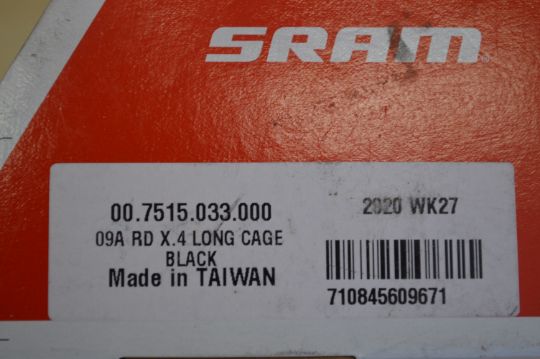 SRAM
00.7515.033.000
09A RD X.4 LONG CAGE
BLACK
Made in TAIWAN
2020 WK27
710845609671